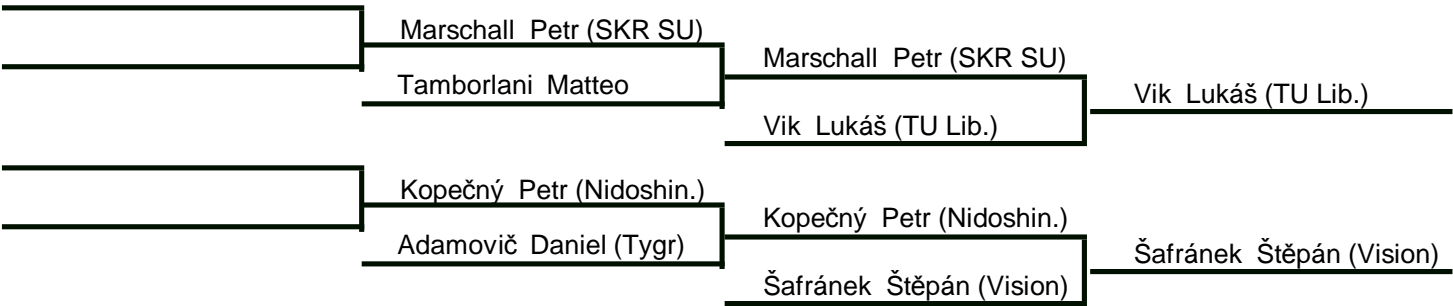 Marschall Petr (SKR SU)
Marschall Petr (SKR SU)
Tamborlani Matteo
Vik Lukáš (TU Lib.)
Vik Lukáš (TU Lib.)
Kopečný Petr (Nidoshin.)
Kopečný Petr (Nidoshin.)
Adamovič Daniel (Tygr)
Šafránek Štěpán (Vision)
Šafránek Štěpán (Vision)